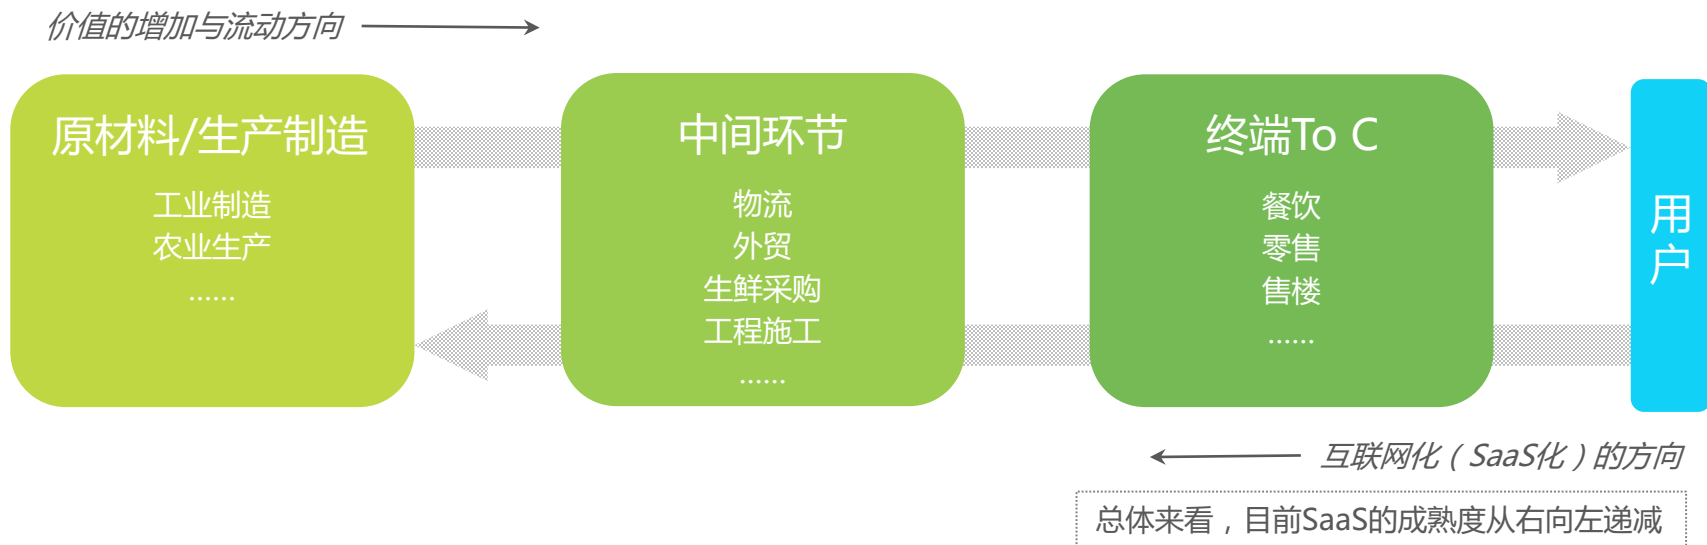 价值的增加与流动方向
原材料/生产制造
工业制造
农业生产
……
中间环节
物流
外贸
生鲜采购
工程施工
……
终端To C
餐饮
零售
售楼
……
用户
互联网化（SaaS化）的方向
总体来看，目前SaaS的成熟度从右向左递减